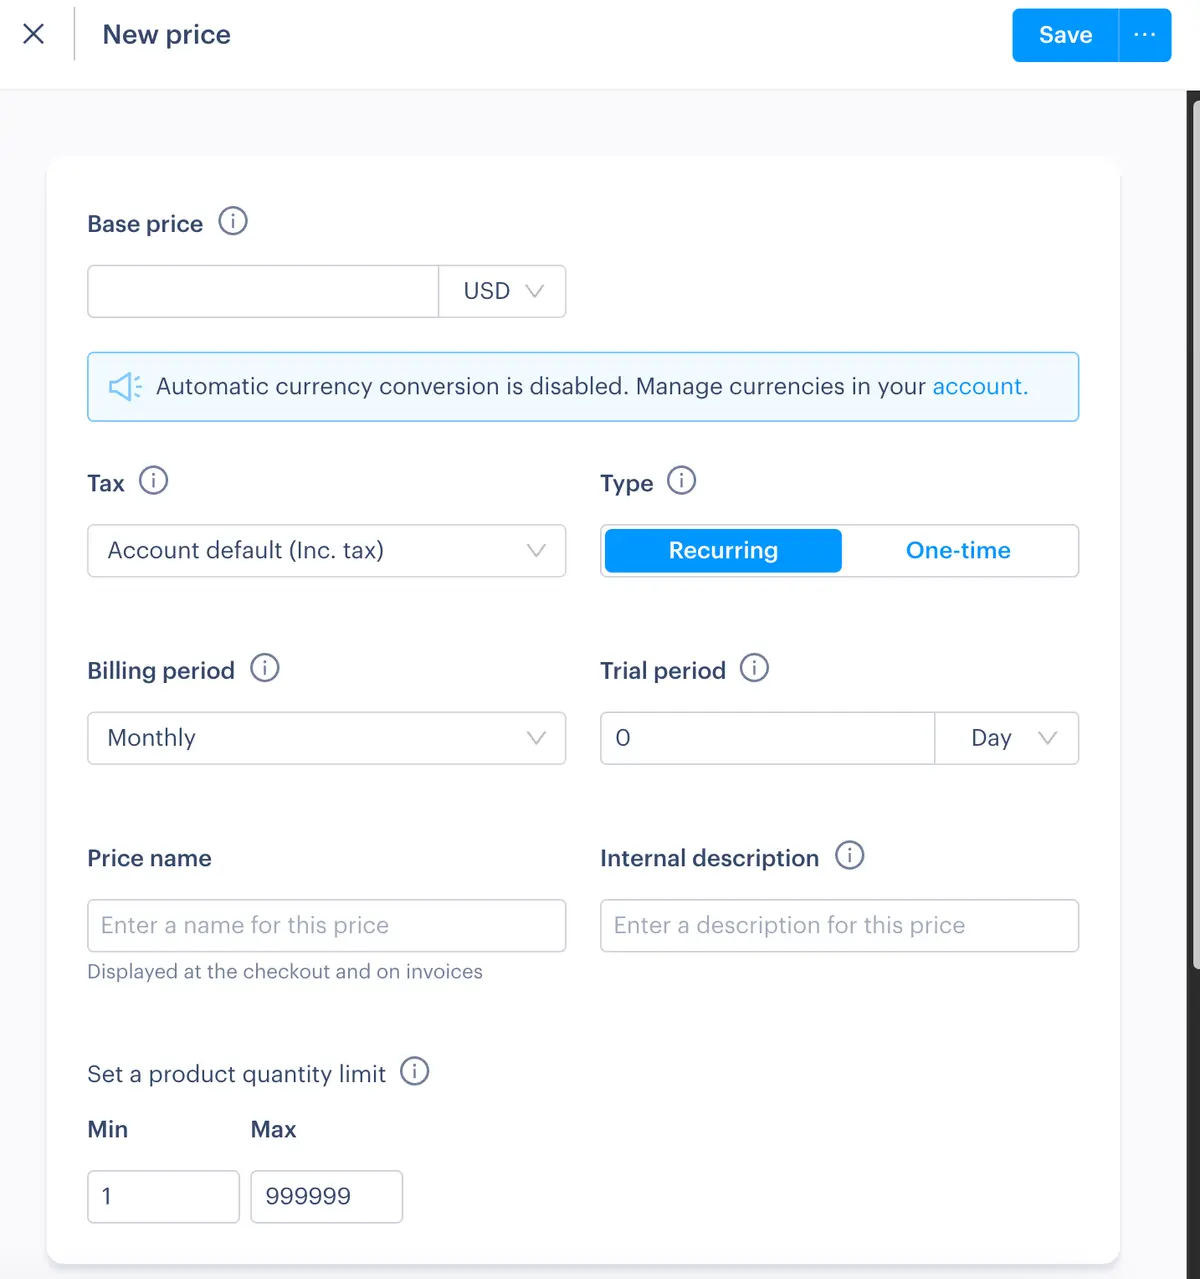 New price
Save
Base price
USD
Automatic currency conversion is disabled. Manage currencies in your account.
Tax
Type
Account default (Inc. tax)
Recurring
One-time
Billing period
Trial period
Monthly
0
Day
Price name
Internal description
Enter a name for this price
Enter a description for this price
Displayed at the checkout and on invoices
Set a product quantity limit
Min
Max
1
999999